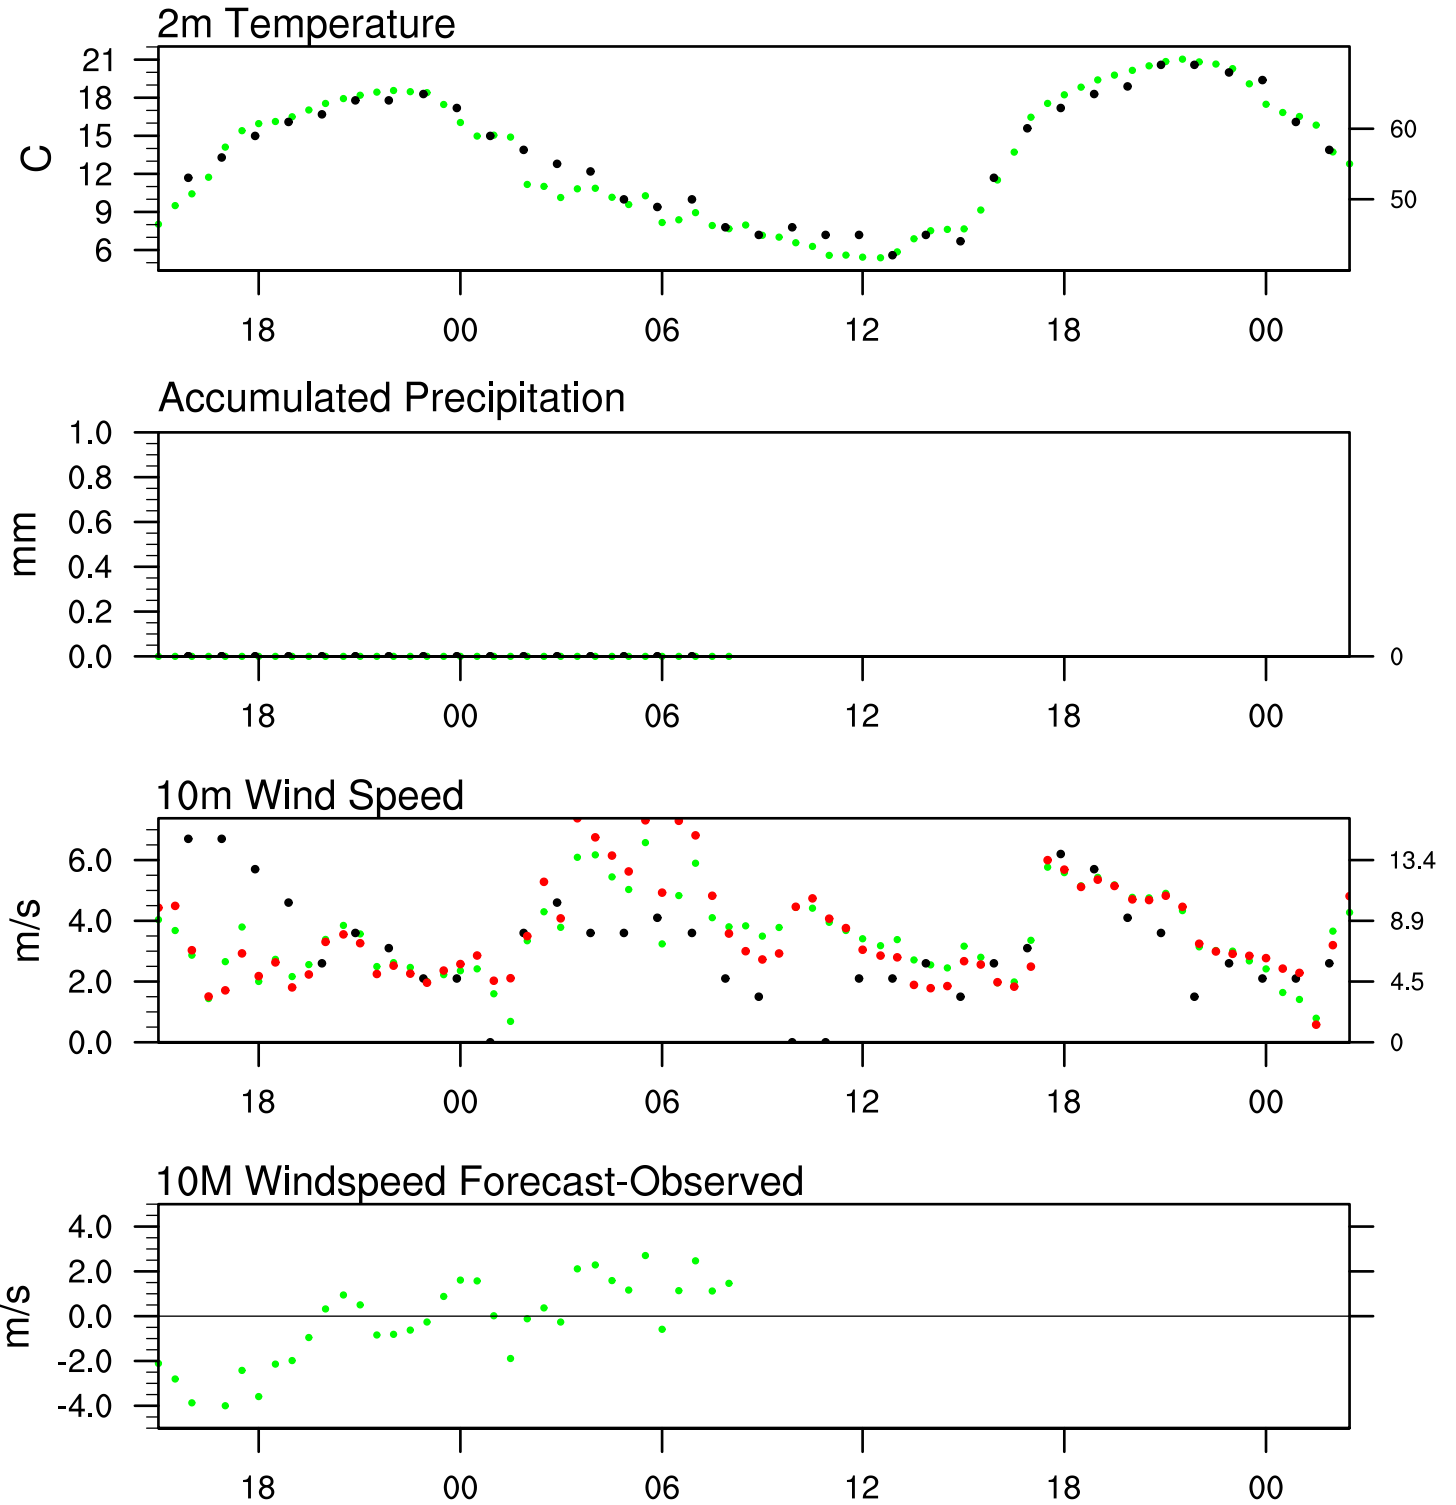 2m Temperature
21
18
15
12
9
6
C
60
50
18 00 06 12 18 00
Accumulated Precipitation
1.0
0.8
0.6
0.4
0.2
0.0
mm
0
18 00 06 12 18 00
10m Wind Speed
6.0
4.0
2.0
0.0
m/s
13.4
8.9
4.5
0
18 00 06 12 18 00
10M Windspeed Forecast-Observed
4.0
2.0
0.0
-2.0
-4.0
m/s
18 00 06 12 18 00